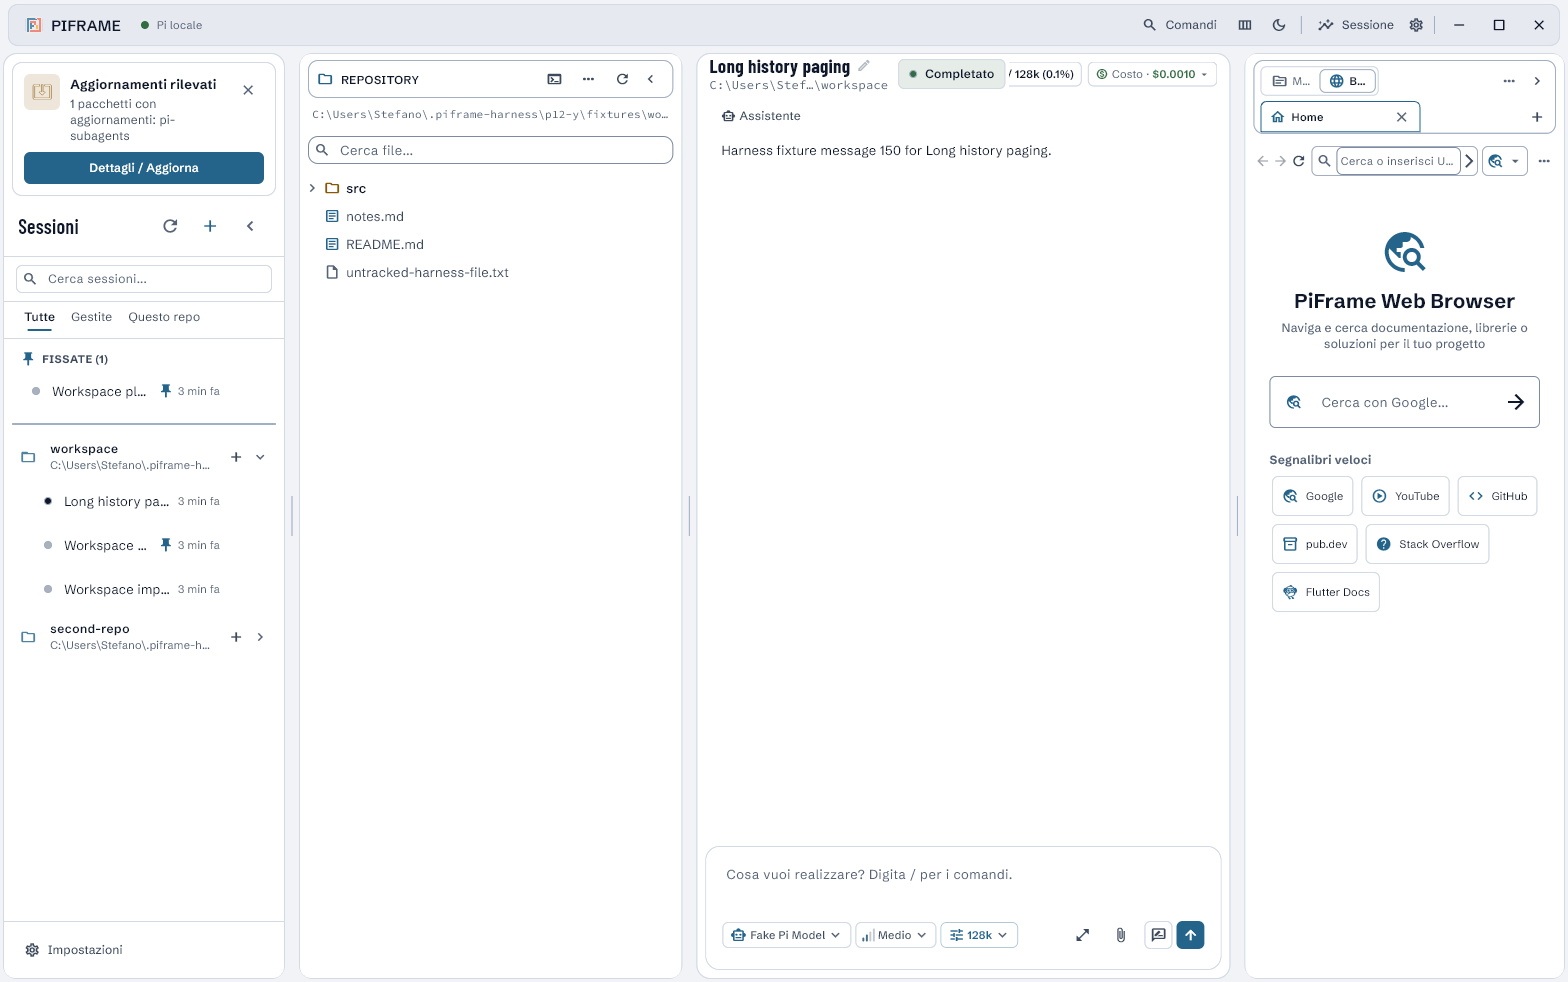 PIFRAME
Pi locale
Comandi
Sessione
Aggiornamenti rilevati
1 pacchetti con
aggiornamenti: pi-
subagents
Dettagli / Aggiorna
Sessioni
Cerca sessioni...
Tutte Gestite Questo repo
FISSATE (1)
Workspace pl... 3 min fa
workspace
C:\Users\Stefano\.piframe-h...
Long history pa... 3 min fa
Workspace ... 3 min fa
Workspace imp... 3 min fa
second-repo
C:\Users\Stefano\.piframe-h...
Impostazioni
REPOSITORY
C:\Users\Stefano\.piframe-harness\p12-y\fixtures\wo...
Cerca file...
src
notes.md
README.md
untracked-harness-file.txt
Long history paging
C:\Users\Stef...\workspace
Completato
/ 128k (0.1%)
Costo · $0.0010
Assistente
Harness fixture message 150 for Long history paging.
Cosa vuoi realizzare? Digita / per i comandi.
Fake Pi Model
Medio
128k
M...
B...
Home
Cerca o inserisci U...
PiFrame Web Browser
Naviga e cerca documentazione, librerie o
soluzioni per il tuo progetto
Cerca con Google...
Segnalibri veloci
Google YouTube GitHub
pub.dev Stack Overflow
Flutter Docs